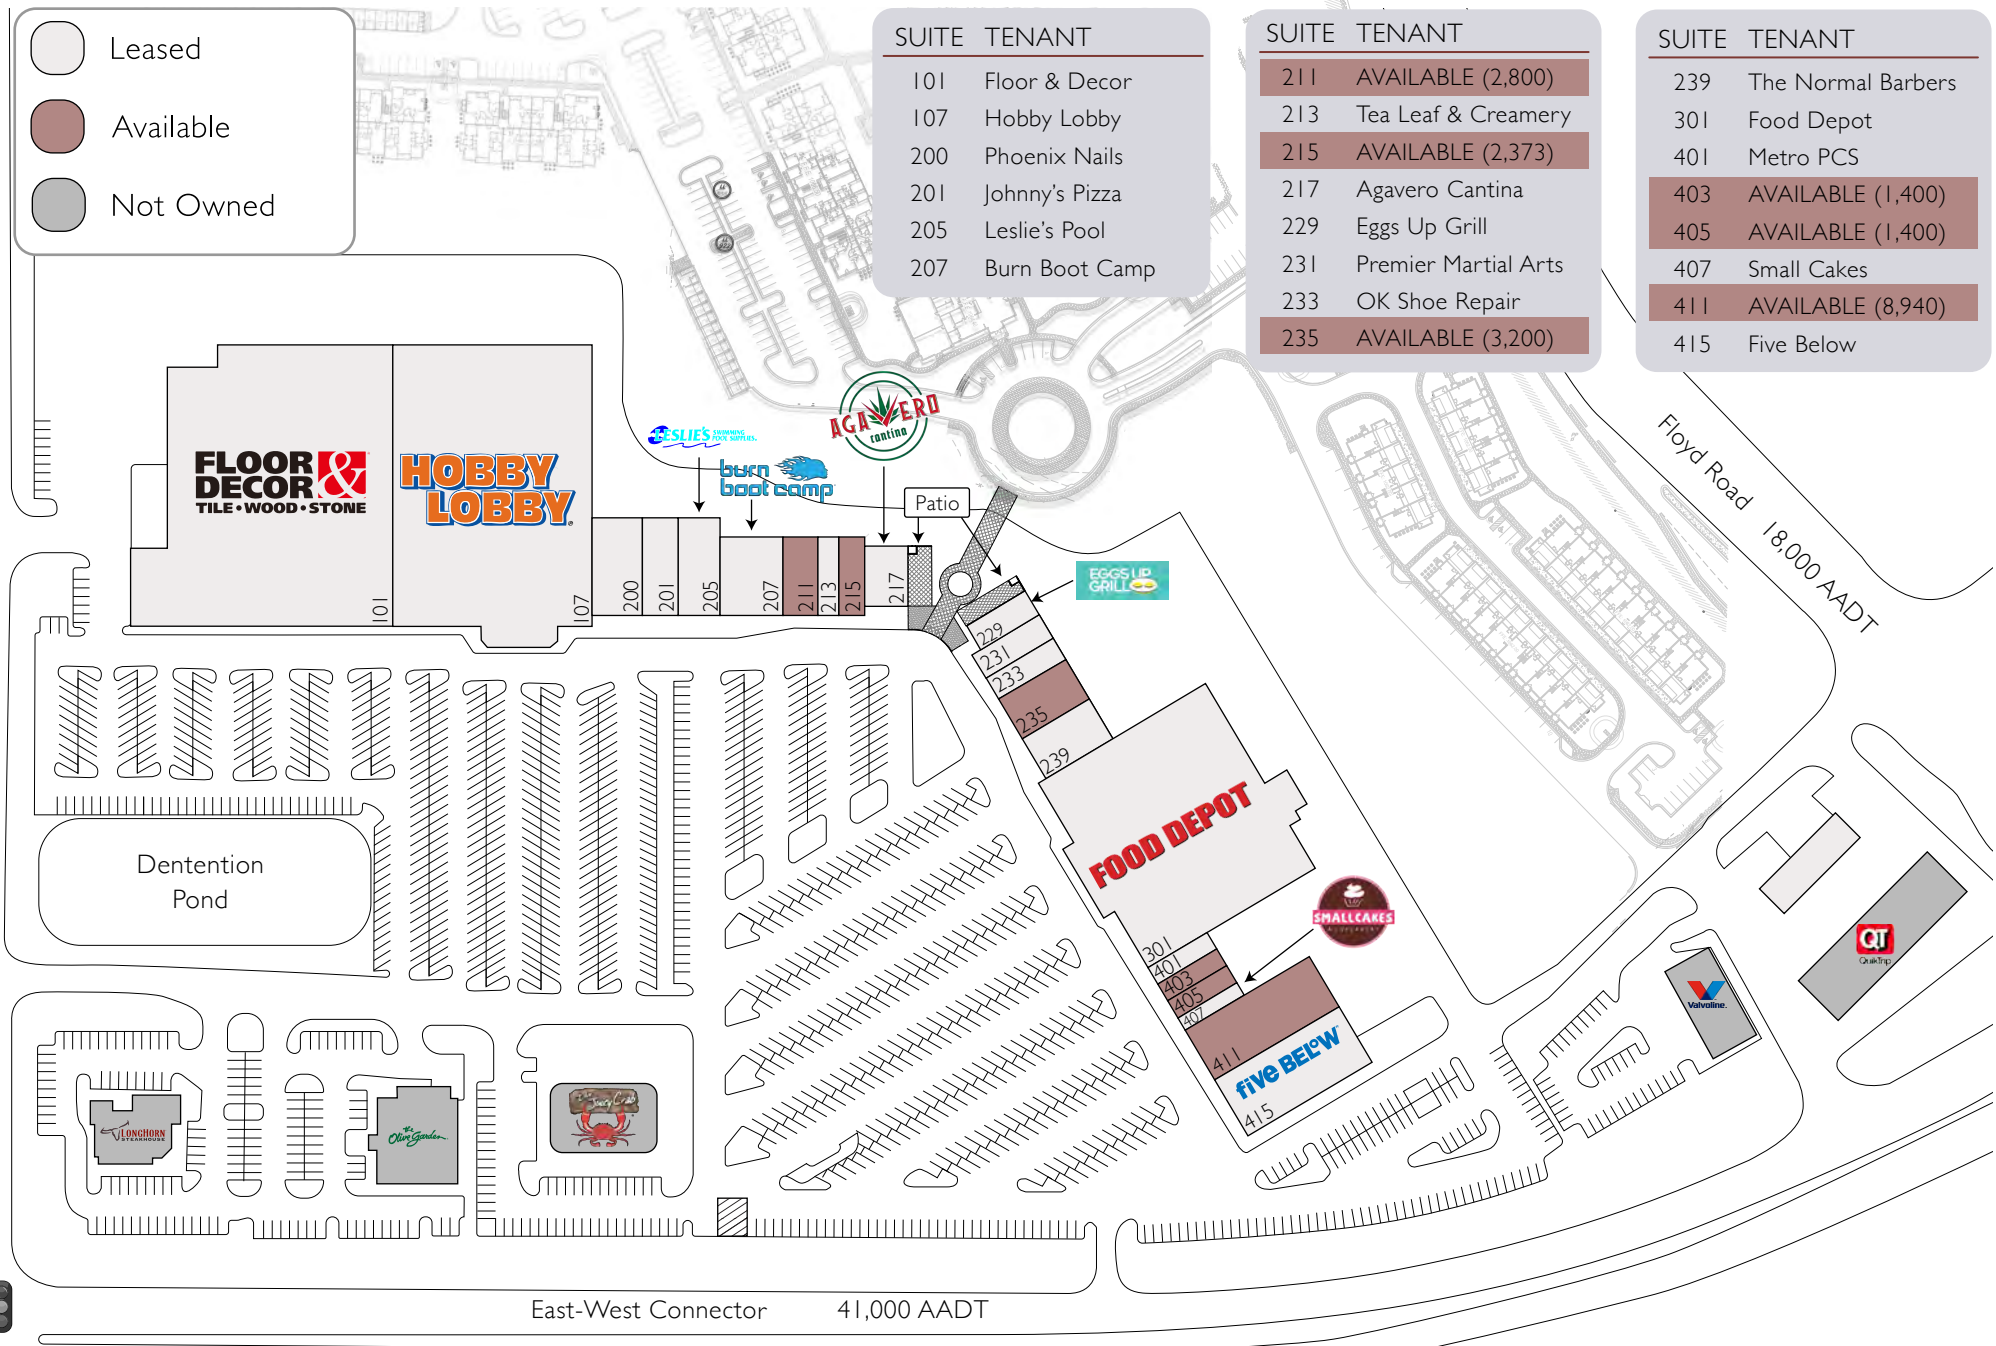 Leased
Available
Not Owned
SUITE TENANT
101 Floor & Decor
107 Hobby Lobby
200 Phoenix Nails
201 Johnny's Pizza
205 Leslie's Pool
207 Burn Boot Camp
SUITE TENANT
211 AVAILABLE (2,800)
213 Tea Leaf & Creamery
215 AVAILABLE (2,373)
217 Agavero Cantina
229 Eggs Up Grill
231 Premier Martial Arts
233 OK Shoe Repair
235 AVAILABLE (3,200)
SUITE TENANT
239 The Normal Barbers
301 Food Depot
401 Metro PCS
403 AVAILABLE (1,400)
405 AVAILABLE (1,400)
407 Small Cakes
411 AVAILABLE (8,940)
415 Five Below
FLOOR &
DECOR
TILE • WOOD • STONE
HOBBY
LOBBY
LESLIE'S SWIMMING
POOL SUPPLIES
burn
boot camp
AGAVERO
cantina
Patio
EGGS UP
GRILL
Floyd Road 18,000 AADT
101
107
200
201
205
207
211
213
215
217
229
231
233
235
239
FOOD DEPOT
SMALLCAKES
301
401
403
405
407
411
five BELOW
415
Dentention
Pond
QT
QuikTrip
Valvoline
LONGHORN
STEAKHOUSE
the
Olive Garden
East-West Connector 41,000 AADT